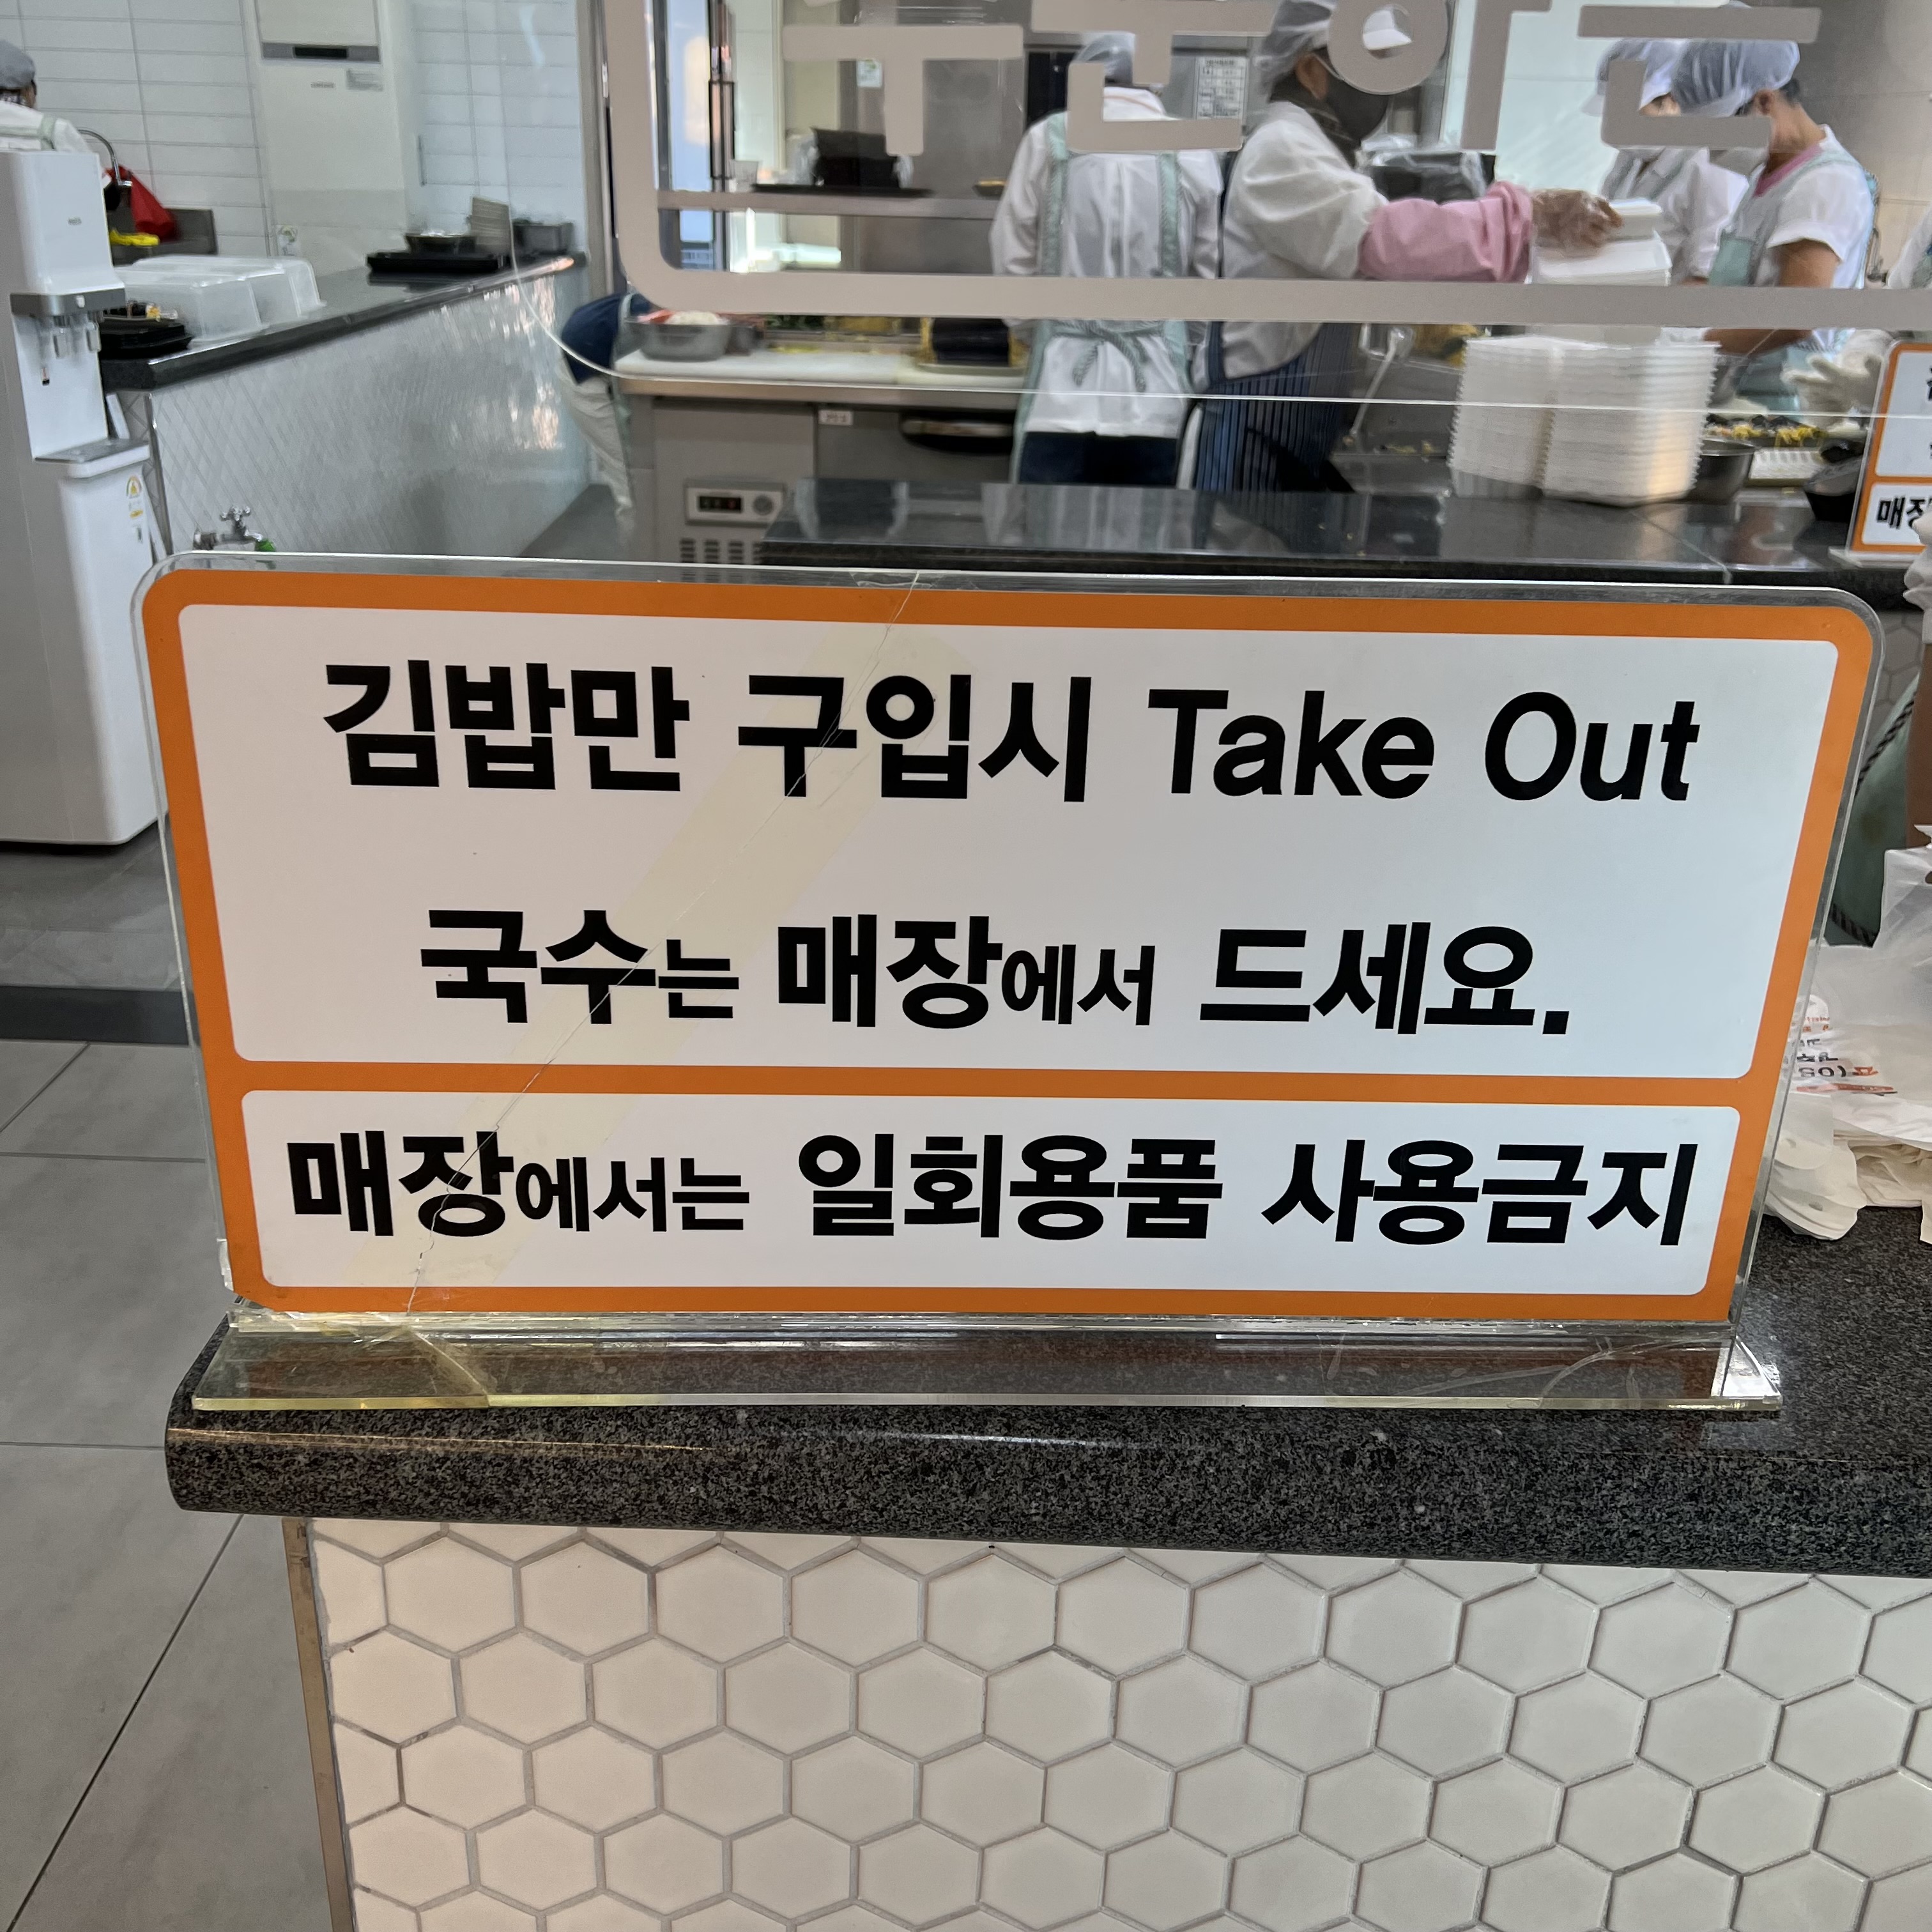 김밥만 구입시 Take Out
국수는 매장에서 드세요.
매장에서는 일회용품 사용금지